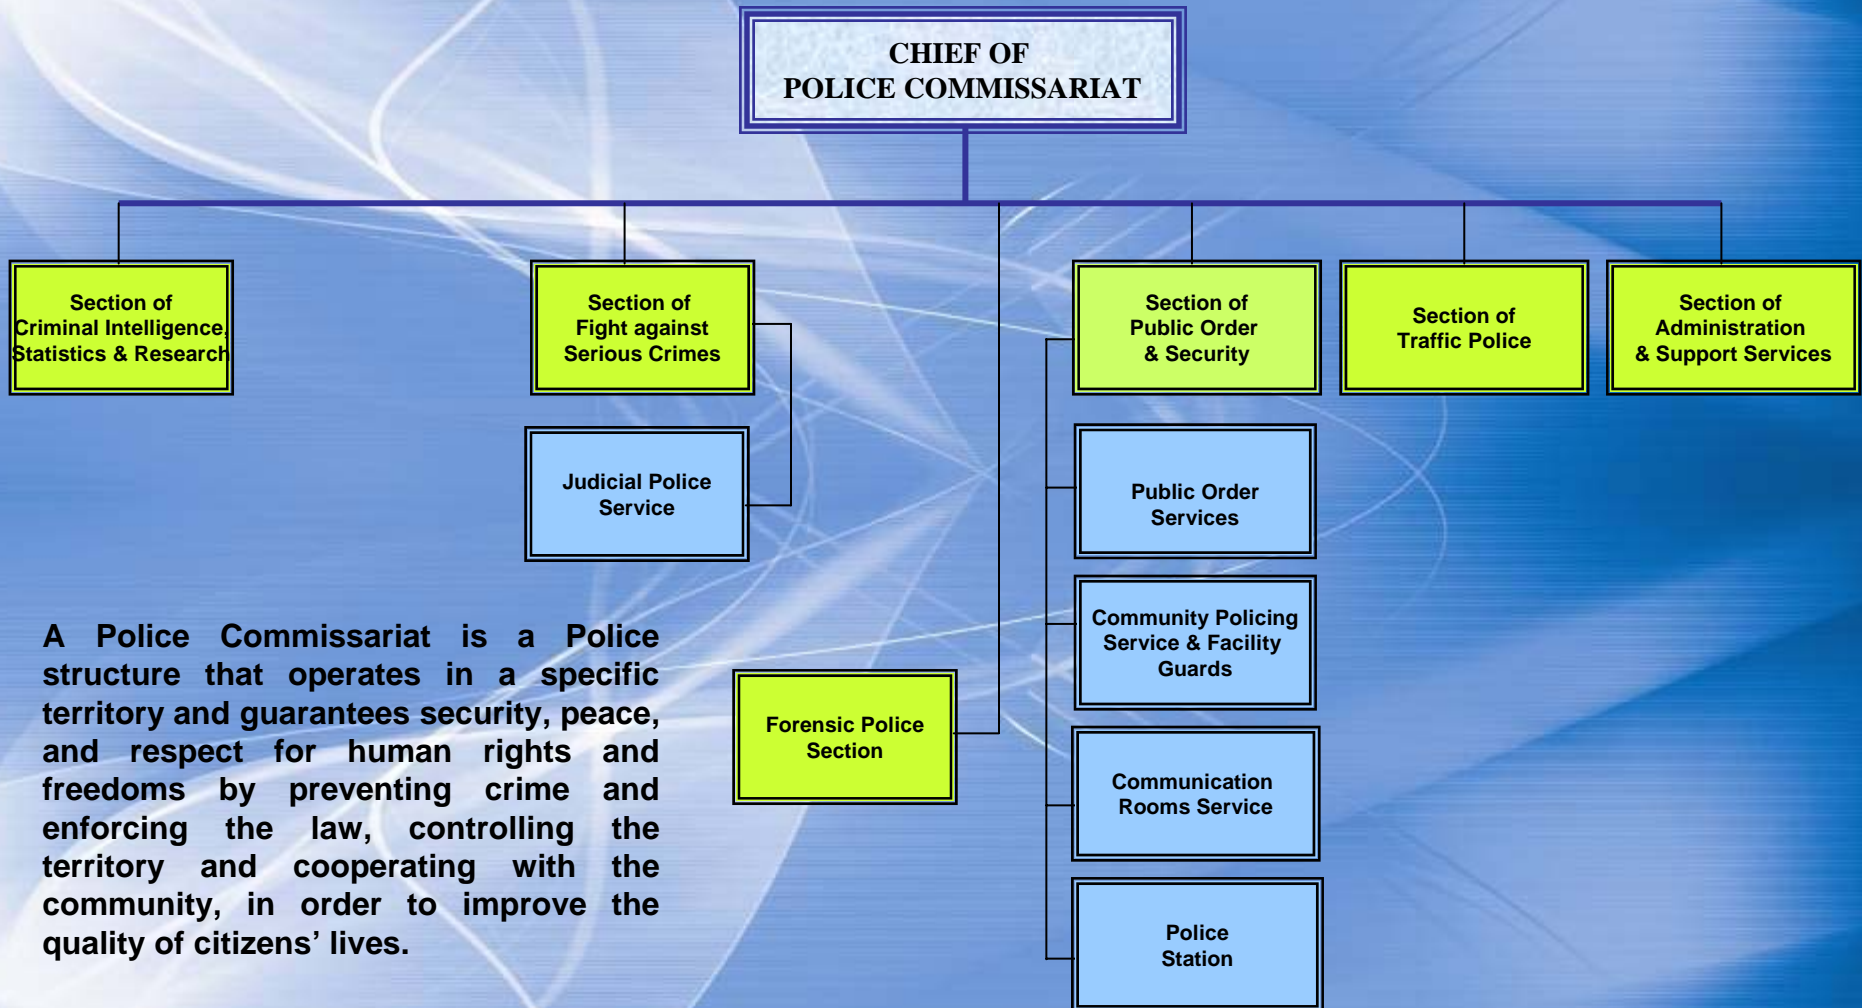 CHIEF OF
POLICE COMMISSARIAT
Section of
Criminal Intelligence,
Statistics & Research
Section of
Fight against
Serious Crimes
Section of
Public Order
& Security
Section of
Traffic Police
Section of
Administration
& Support Services
Judicial Police
Service
Public Order
Services
Community Policing
Service & Facility
Guards
Forensic Police
Section
Communication
Rooms Service
Police
Station
A Police Commissariat is a Police
structure that operates in a specific
territory and guarantees security, peace,
and respect for human rights and
freedoms by preventing crime and
enforcing the law, controlling the
territory and cooperating with the
community, in order to improve the
quality of citizens’ lives.